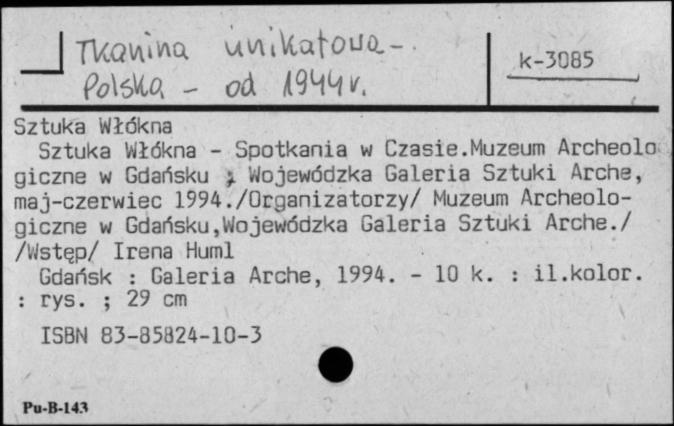 Tkanina unikatowa -
Polska - od 1944r.
k-3085
Sztuka Włókna
Sztuka Włókna - Spotkania w Czasie.Muzeum Archeolo
giczne w Gdańsku ; Wojewódzka Galeria Sztuki Arche,
maj-czerwiec 1994./Organizatorzy/ Muzeum Archeolo-
giczne w Gdańsku,Wojewódzka Galeria Sztuki Arche./
/Wstęp/ Irena Huml
Gdańsk : Galeria Arche, 1994. - 10 k. : il.kolor.
: rys. ; 29 cm
ISBN 83-85824-10-3
Pu-B-143